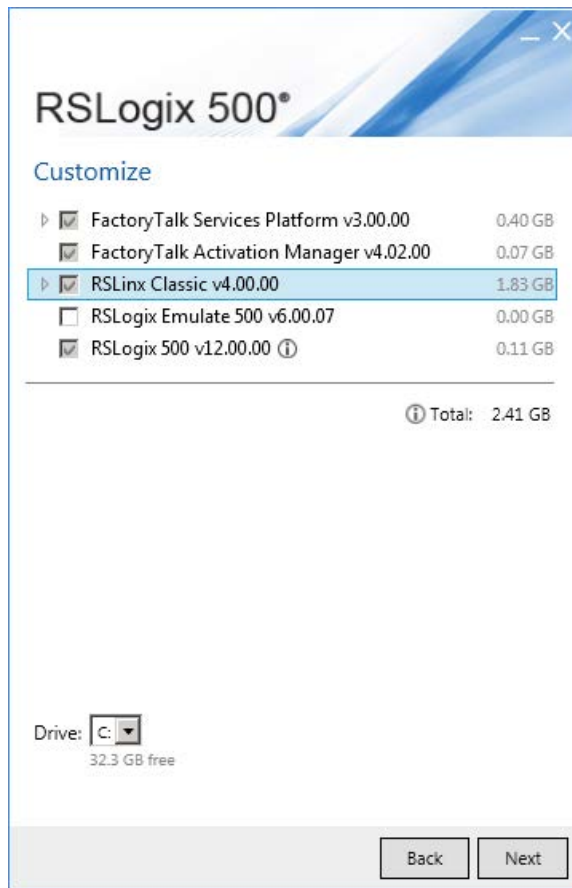 RSLogix 500®
Customize
FactoryTalk Services Platform v3.00.00 0.40 GB
FactoryTalk Activation Manager v4.02.00 0.07 GB
RSLinx Classic v4.00.00 1.83 GB
RSLogix Emulate 500 v6.00.07 0.00 GB
RSLogix 500 v12.00.00 0.11 GB
Total: 2.41 GB
Drive: C:
32.3 GB free
Back Next